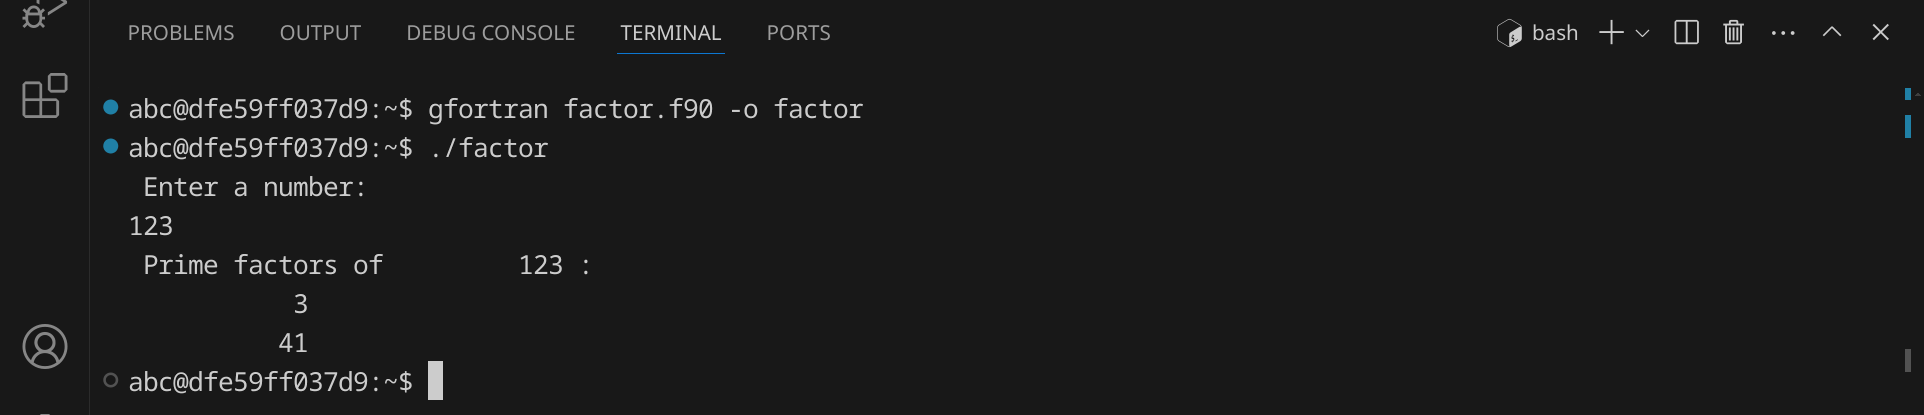 PROBLEMS OUTPUT DEBUG CONSOLE TERMINAL PORTS bash
abc@dfe59ff037d9:~$ gfortran factor.f90 -o factor
abc@dfe59ff037d9:~$ ./factor
 Enter a number:
123
 Prime factors of         123 :
           3
          41
abc@dfe59ff037d9:~$